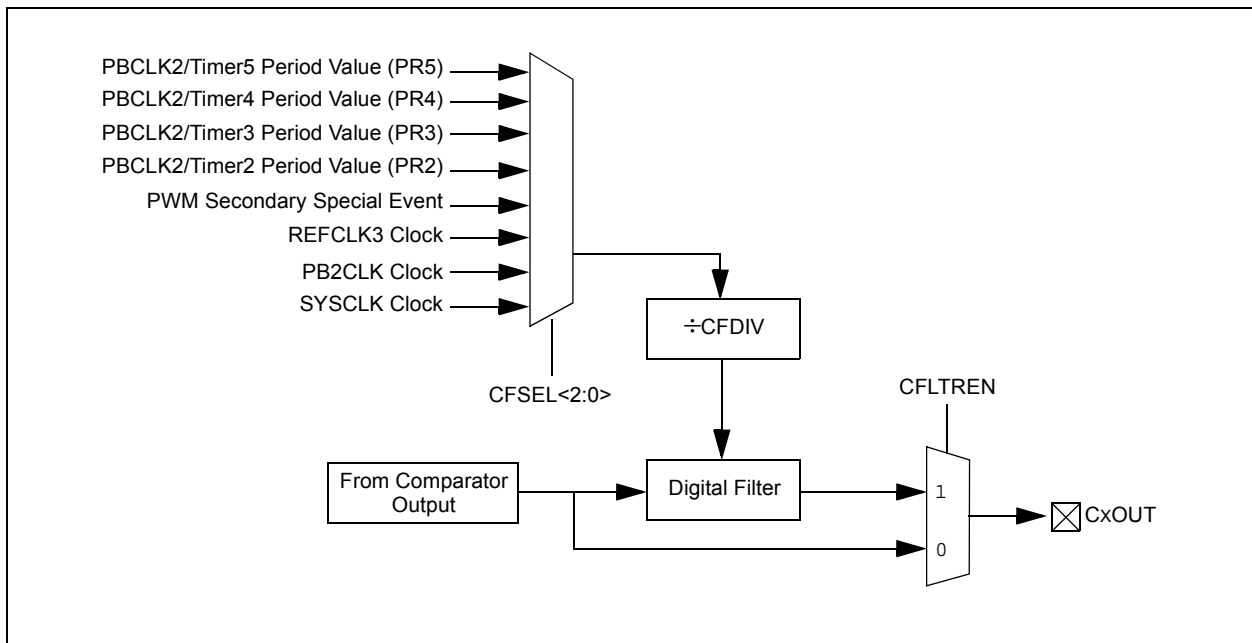 PBCLK2/Timer5 Period Value (PR5)
PBCLK2/Timer4 Period Value (PR4)
PBCLK2/Timer3 Period Value (PR3)
PBCLK2/Timer2 Period Value (PR2)
PWM Secondary Special Event
REFCLK3 Clock
PB2CLK Clock
SYSCLK Clock
÷CFDIV
CFSEL<2:0>
CFLTREN
From Comparator
Output
Digital Filter
1
CxOUT
0